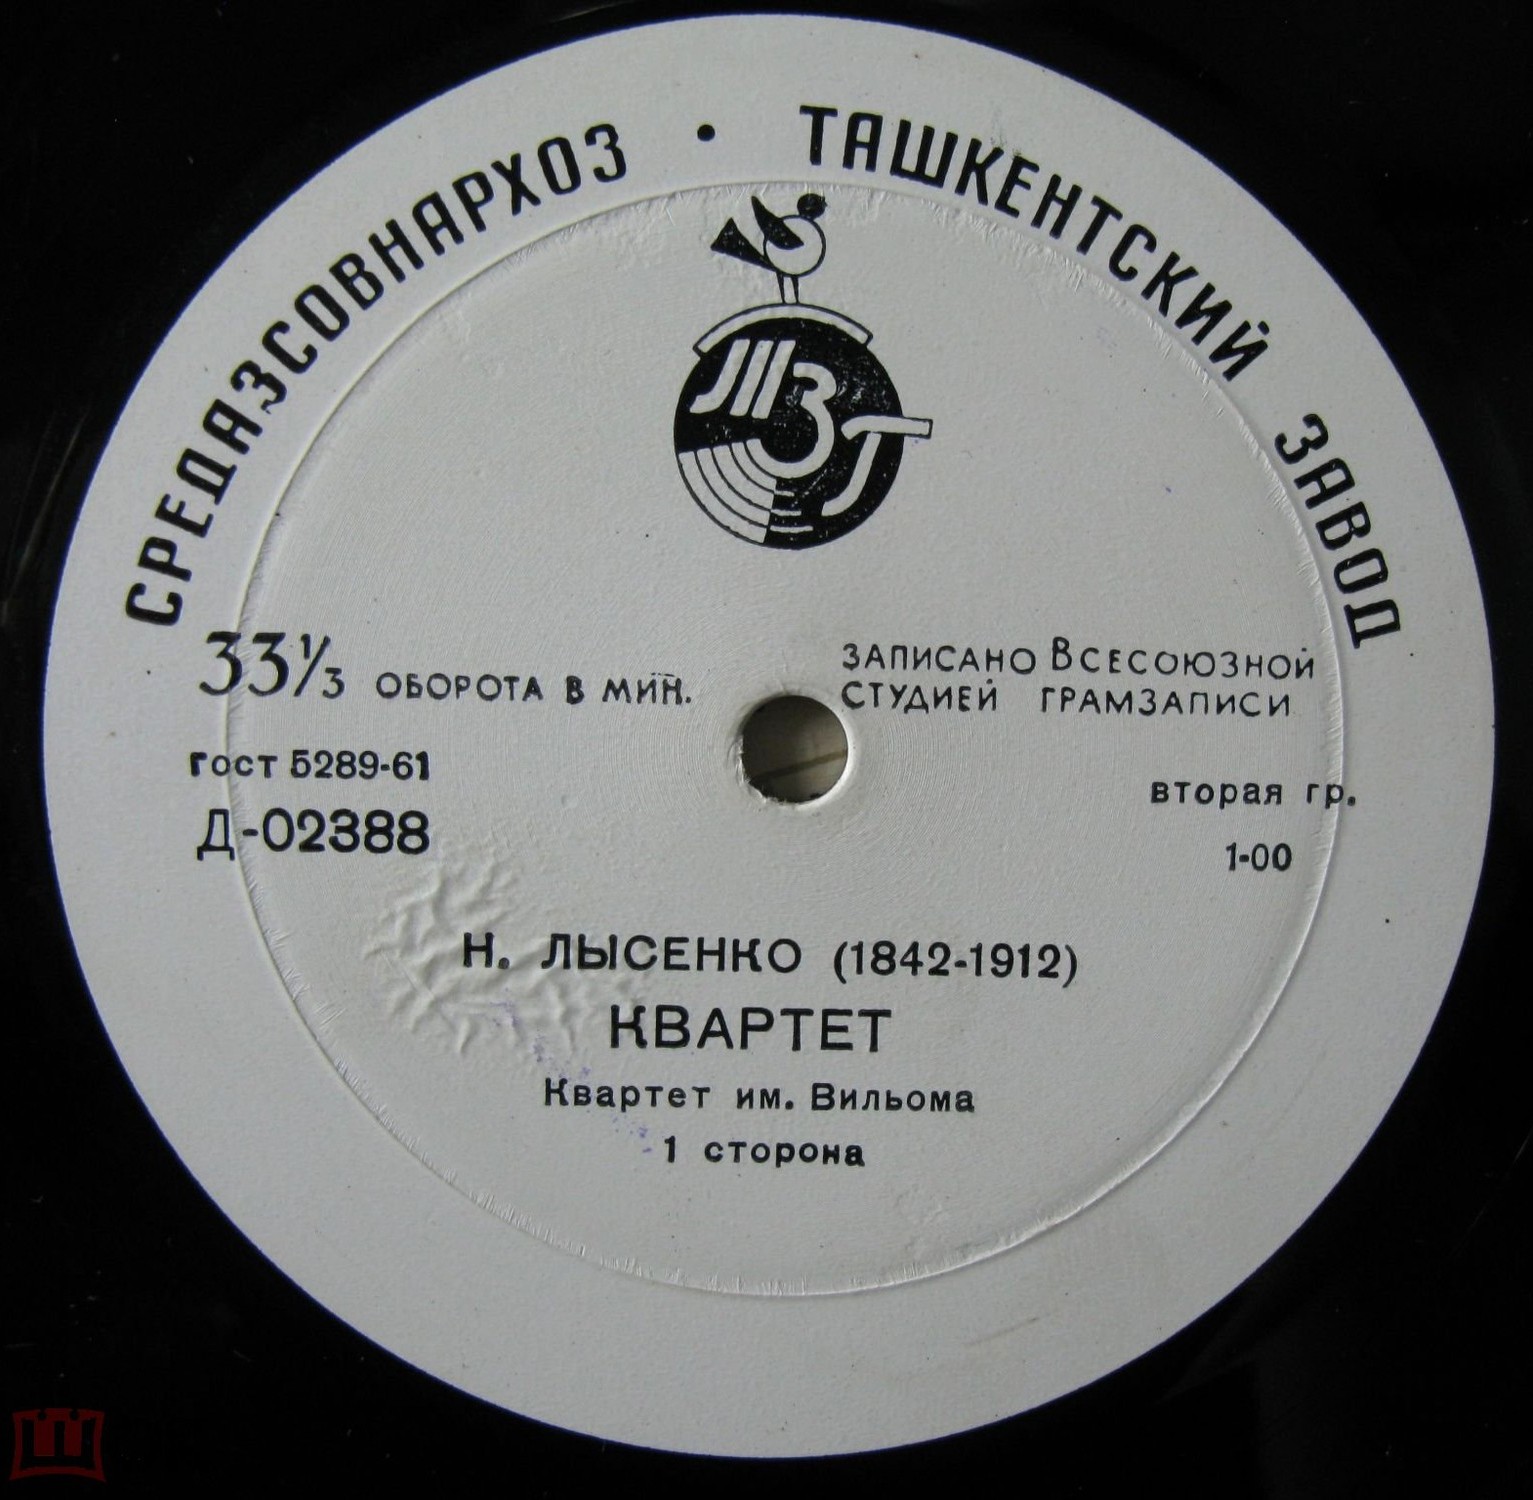 СРЕДАЗСОВНАРХОЗ • ТАШКЕНТСКИЙ ЗАВОД
ТЗГ
33⅓ ОБОРОТА В МИН.
ЗАПИСАНО ВСЕСОЮЗНОЙ
СТУДИЕЙ ГРАМЗАПИСИ
ГОСТ 5289-61
Д-02388
вторая гр.
1-00
Н. ЛЫСЕНКО (1842-1912)
КВАРТЕТ
Квартет им. Вильома
1 сторона